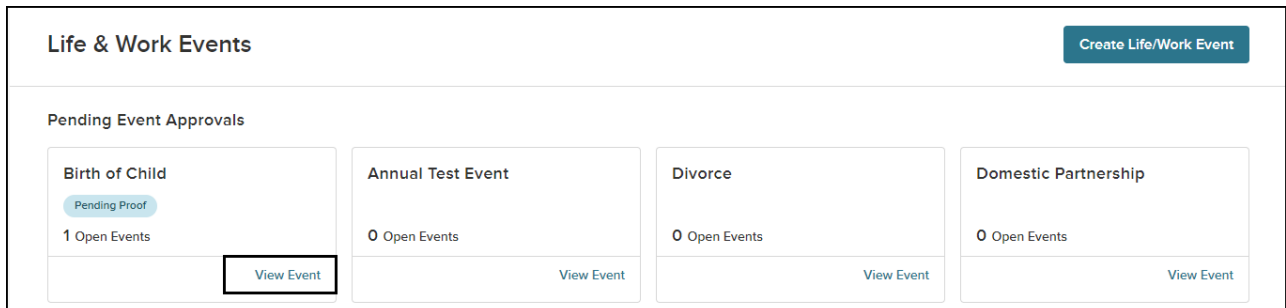 Life & Work Events
Create Life/Work Event
Pending Event Approvals
Birth of Child
Pending Proof
1 Open Events
View Event
Annual Test Event
0 Open Events
View Event
Divorce
0 Open Events
View Event
Domestic Partnership
0 Open Events
View Event